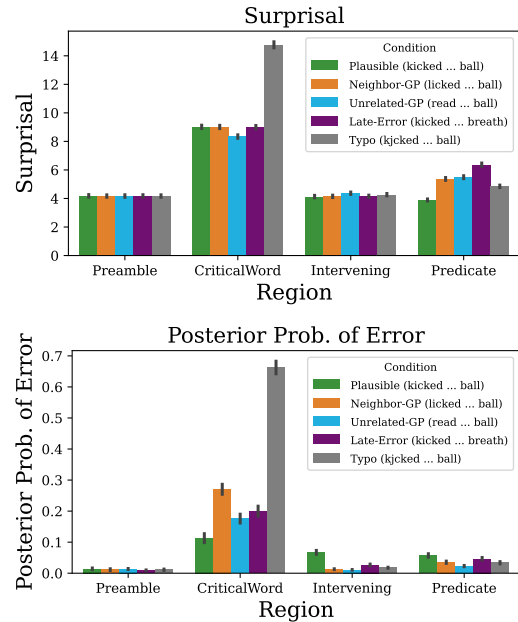 Surprisal
Surprisal
14
12
10
8
6
4
2
0
Condition
Plausible (kicked ... ball)
Neighbor-GP (licked ... ball)
Unrelated-GP (read ... ball)
Late-Error (kicked ... breath)
Typo (kjcked ... ball)
Preamble
CriticalWord
Intervening
Predicate
Region
Posterior Prob. of Error
Posterior Prob. of Error
0.7
0.6
0.5
0.4
0.3
0.2
0.1
0.0
Condition
Plausible (kicked ... ball)
Neighbor-GP (licked ... ball)
Unrelated-GP (read ... ball)
Late-Error (kicked ... breath)
Typo (kjcked ... ball)
Preamble
CriticalWord
Intervening
Predicate
Region